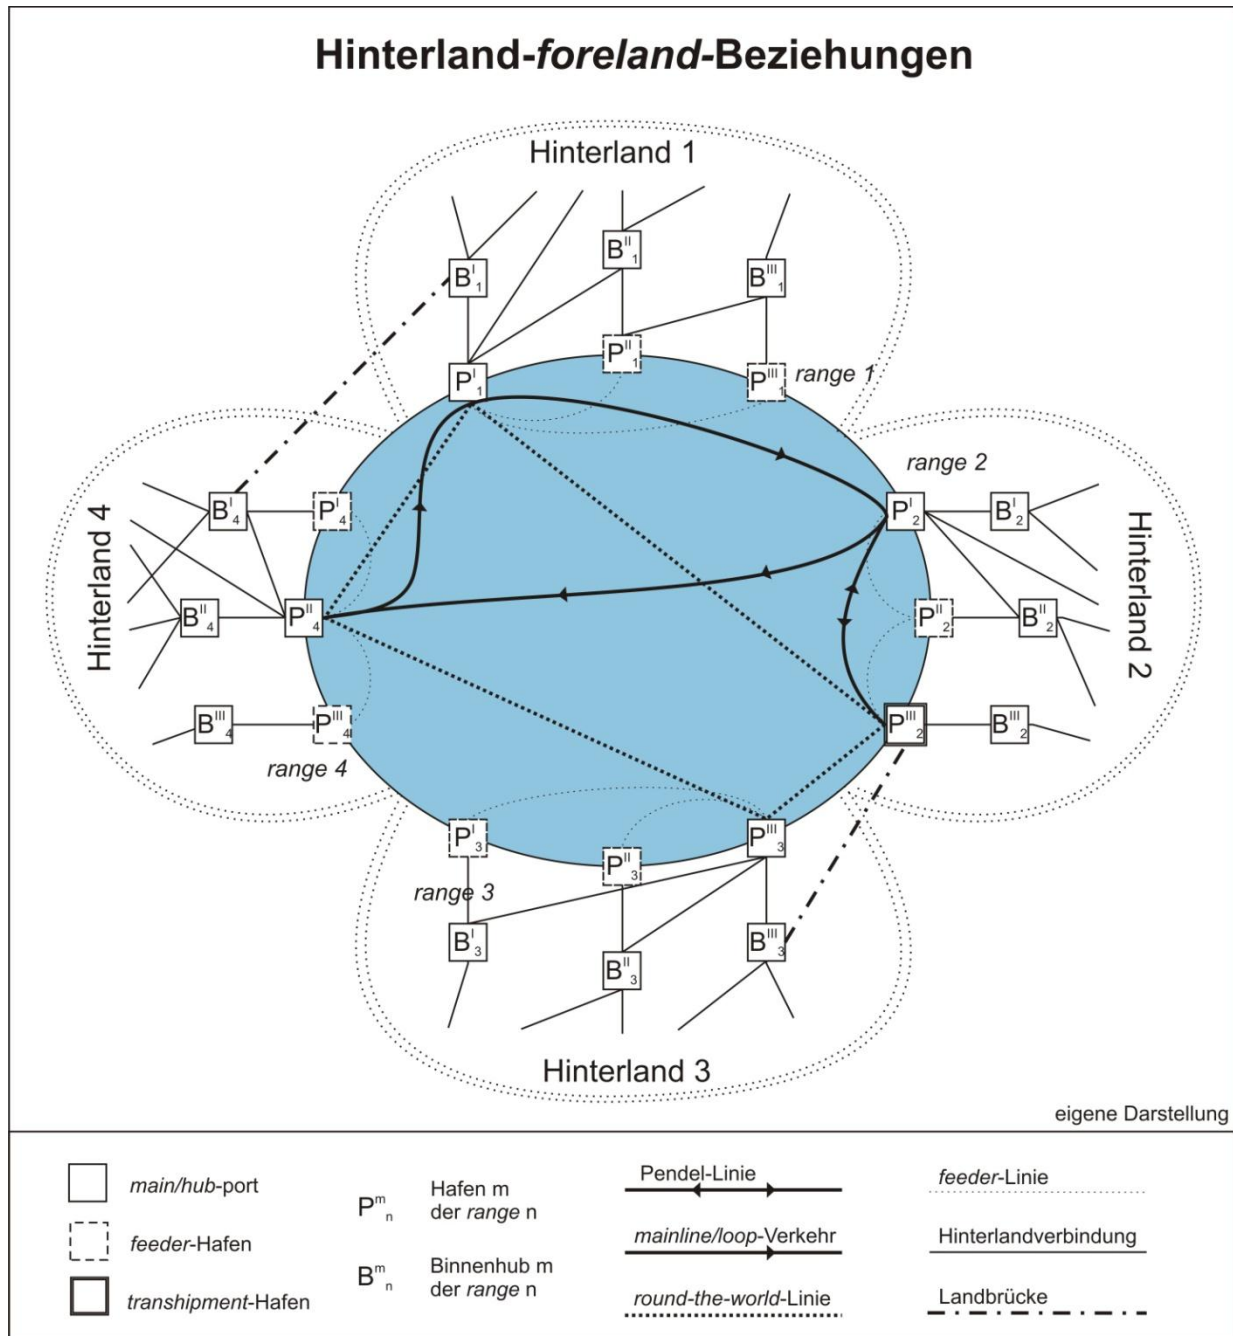 Hinterland-foreland-Beziehungen
Hinterland 1
B^I_1
B^II_1
B^III_1
P^I_1
P^II_1
P^III_1
range 1
range 2
Hinterland 4
B^I_4
P^I_4
P^I_2
B^I_2
Hinterland 2
B^II_4
P^II_4
P^II_2
B^II_2
B^III_4
P^III_4
P^III_2
B^III_2
range 4
P^I_3
P^II_3
P^III_3
range 3
B^I_3
B^II_3
B^III_3
Hinterland 3
eigene Darstellung
main/hub-port
feeder-Hafen
transhipment-Hafen
P^m_n
Hafen m
der range n
B^m_n
Binnenhub m
der range n
Pendel-Linie
mainline/loop-Verkehr
round-the-world-Linie
feeder-Linie
Hinterlandverbindung
Landbrücke